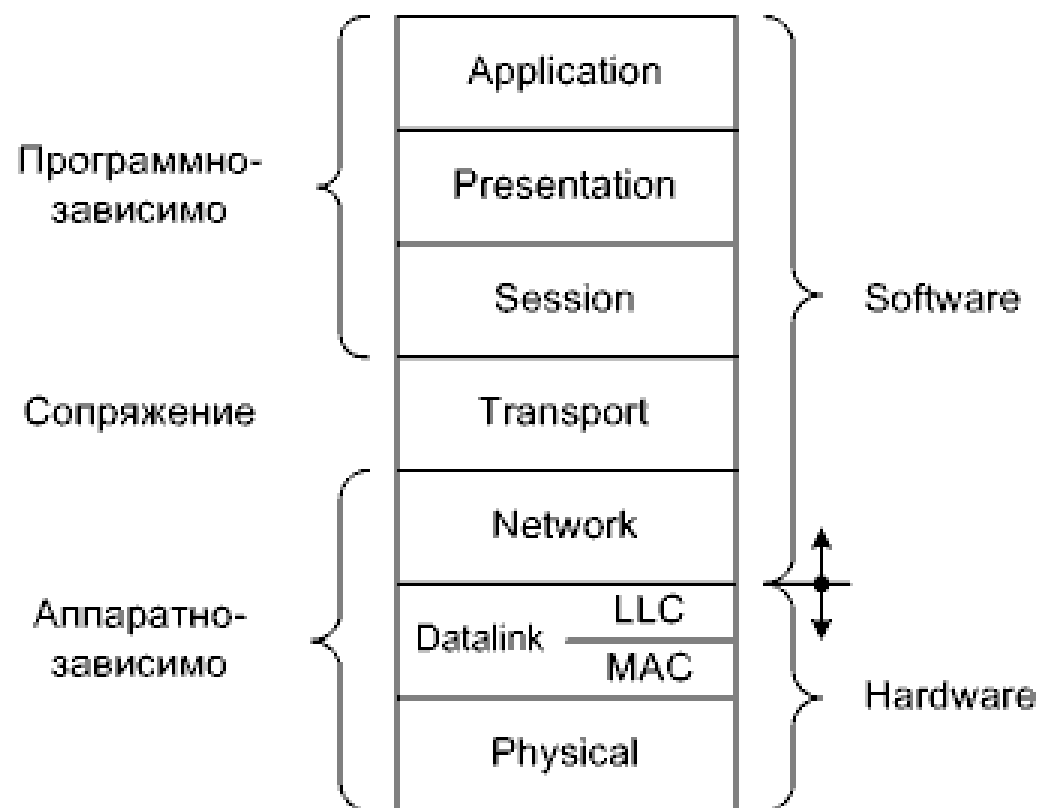 Application
Программно-
зависимо
Presentation
Session
Software
Сопряжение
Transport
Network
Аппаратно-
зависимо
Datalink
LLC
MAC
Hardware
Physical